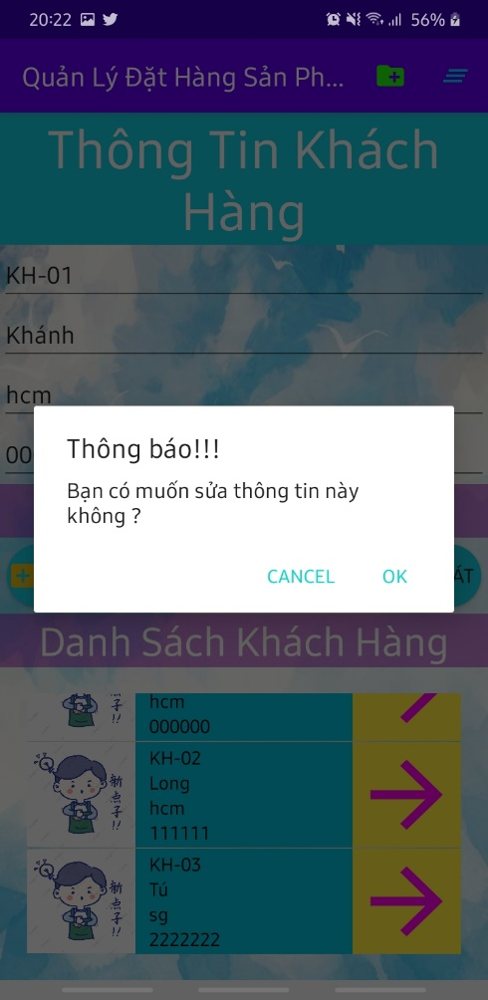 20:22
56%
Quản Lý Đặt Hàng Sản Ph...
Thông Tin Khách
Hàng
KH-01
Khánh
hcm
00
Thông báo!!!
Bạn có muốn sửa thông tin này
không ?
CANCEL OK
ÁT
Danh Sách Khách Hàng
hcm
000000
点
子
!!
KH-02
Long
hcm
111111
新
点
子
!!
KH-03
Tú
sg
2222222
新
点
子
!!